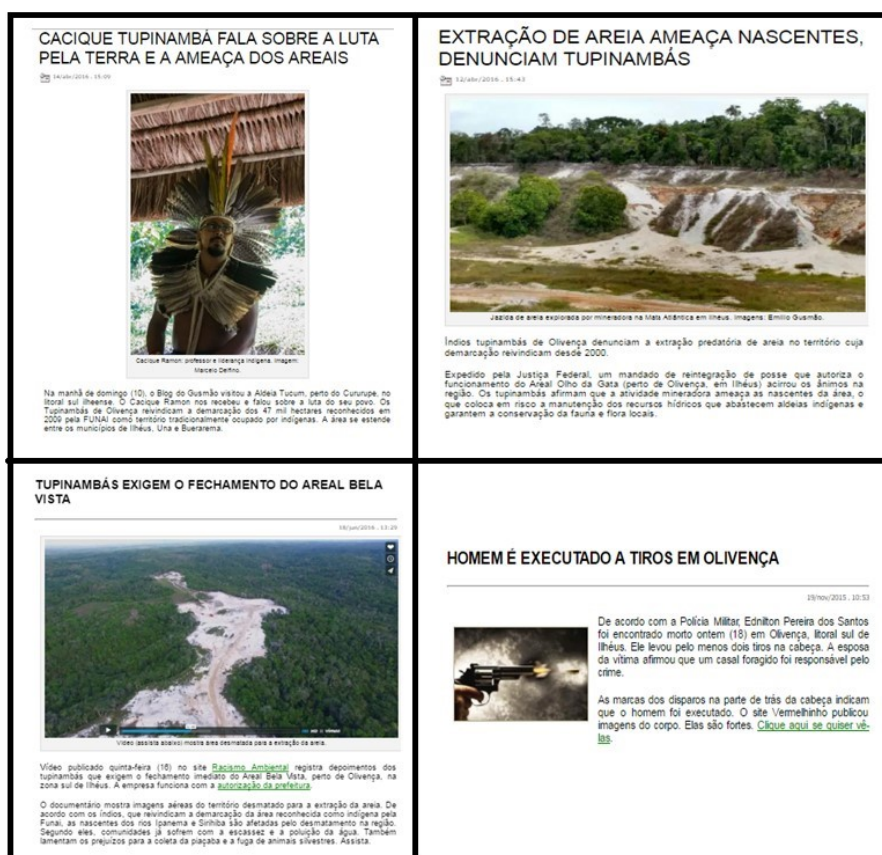 CACIQUE TUPINAMBÁ FALA SOBRE A LUTA
PELA TERRA E A AMEAÇA DOS AREAIS
14/abr/2016 . 15:09
Cacique Ramon: professor e liderança indígena. Imagem:
Marcelo Delfino.
Na manhã de domingo (10), o Blog do Gusmão visitou a Aldeia Tucum, perto do Cururupe, no
litoral sul ilheense. O Cacique Ramon nos recebeu e falou sobre a luta do seu povo. Os
Tupinambás de Olivença reivindicam a demarcação dos 47 mil hectares reconhecidos em
2009 pela FUNAI como território tradicionalmente ocupado por indígenas. A área se estende
entre os municípios de Ilhéus, Una e Buerarema.
EXTRAÇÃO DE AREIA AMEAÇA NASCENTES,
DENUNCIAM TUPINAMBÁS
12/abr/2016 . 15:43
Jazida de areia explorada por mineradora na Mata Atlântica em Ilhéus. Imagens: Emilio Gusmão.
Índios tupinambás de Olivença denunciam a extração predatória de areia no território cuja
demarcação reivindicam desde 2000.
Expedido pela Justiça Federal, um mandado de reintegração de posse que autoriza o
funcionamento do Areal Olho da Gata (perto de Olivença, em Ilhéus) acirrou os ânimos na
região. Os tupinambás afirmam que a atividade mineradora ameaça as nascentes da área, o
que coloca em risco a manutenção dos recursos hídricos que abastecem aldeias indígenas e
garantem a conservação da fauna e flora locais.
TUPINAMBÁS EXIGEM O FECHAMENTO DO AREAL BELA
VISTA
18/jun/2016 . 13:29
Vídeo (assista abaixo) mostra área desmatada para a extração da areia.
Vídeo publicado quinta-feira (16) no site Racismo Ambiental registra depoimentos dos
tupinambás que exigem o fechamento imediato do Areal Bela Vista, perto de Olivença, na
zona sul de Ilhéus. A empresa funciona com a autorização da prefeitura.
O documentário mostra imagens aéreas do território desmatado para a extração da areia. De
acordo com os índios, que reivindicam a demarcação da área reconhecida como indígena pela
Funai, as nascentes dos rios Ipanema e Sirihiba são afetadas pelo desmatamento na região.
Segundo eles, comunidades já sofrem com a escassez e a poluição da água. Também
lamentam os prejuízos para a coleta da piaçaba e a fuga de animais silvestres. Assista.
HOMEM É EXECUTADO A TIROS EM OLIVENÇA
19/nov/2015 . 10:53
De acordo com a Polícia Militar, Ednilton Pereira dos Santos
foi encontrado morto ontem (18) em Olivença, litoral sul de
Ilhéus. Ele levou pelo menos dois tiros na cabeça. A esposa
da vítima afirmou que um casal foragido foi responsável pelo
crime.
As marcas dos disparos na parte de trás da cabeça indicam
que o homem foi executado. O site Vermelhinho publicou
imagens do corpo. Elas são fortes. Clique aqui se quiser vê-
las.